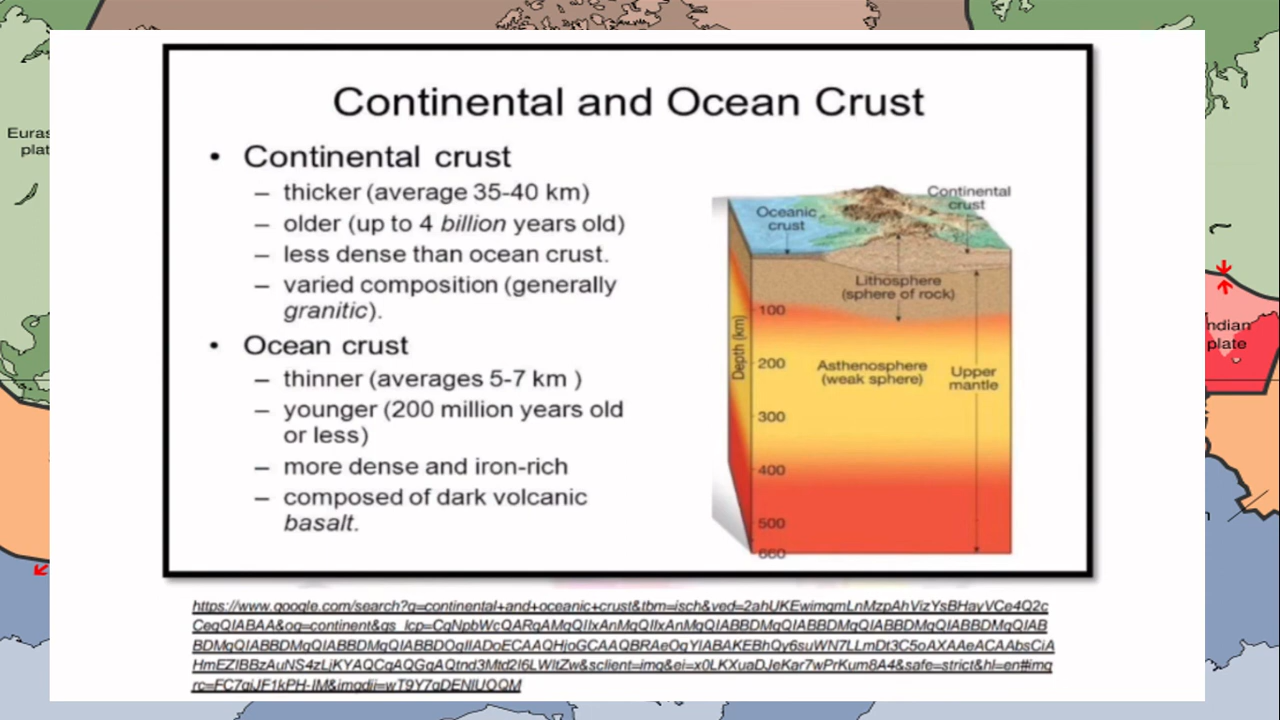 Continental and Ocean Crust
• Continental crust
– thicker (average 35-40 km)
– older (up to 4 billion years old)
– less dense than ocean crust.
– varied composition (generally
granitic).
• Ocean crust
– thinner (averages 5-7 km )
– younger (200 million years old
or less)
– more dense and iron-rich
– composed of dark volcanic
basalt.
Oceanic
crust
Continental
crust
Lithosphere
(sphere of rock)
Depth (km)
100
200
300
400
500
660
Asthenosphere
(weak sphere)
Upper
mantle
Euras
plat
ndian
plate